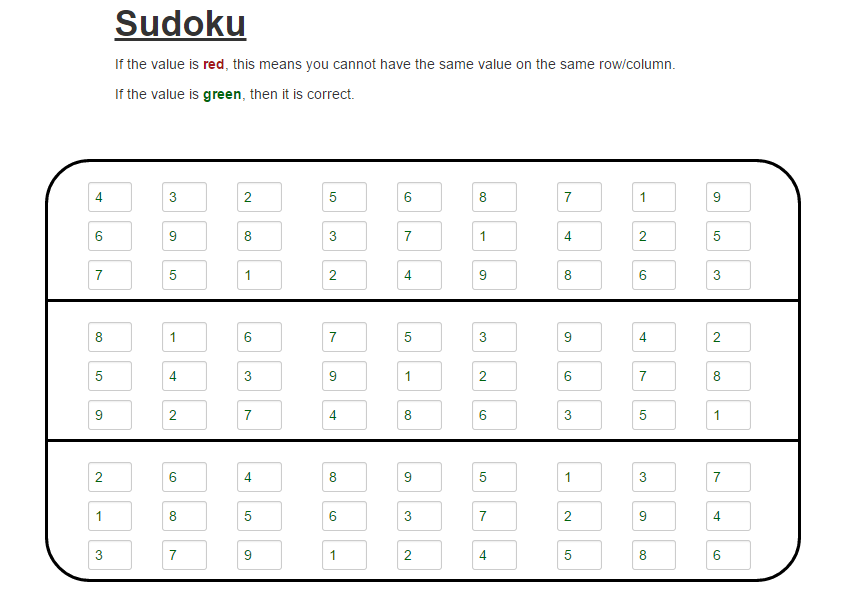 Sudoku
If the value is red, this means you cannot have the same value on the same row/column.
If the value is green, then it is correct.
4 3 2 5 6 8 7 1 9
6 9 8 3 7 1 4 2 5
7 5 1 2 4 9 8 6 3
8 1 6 7 5 3 9 4 2
5 4 3 9 1 2 6 7 8
9 2 7 4 8 6 3 5 1
2 6 4 8 9 5 1 3 7
1 8 5 6 3 7 2 9 4
3 7 9 1 2 4 5 8 6